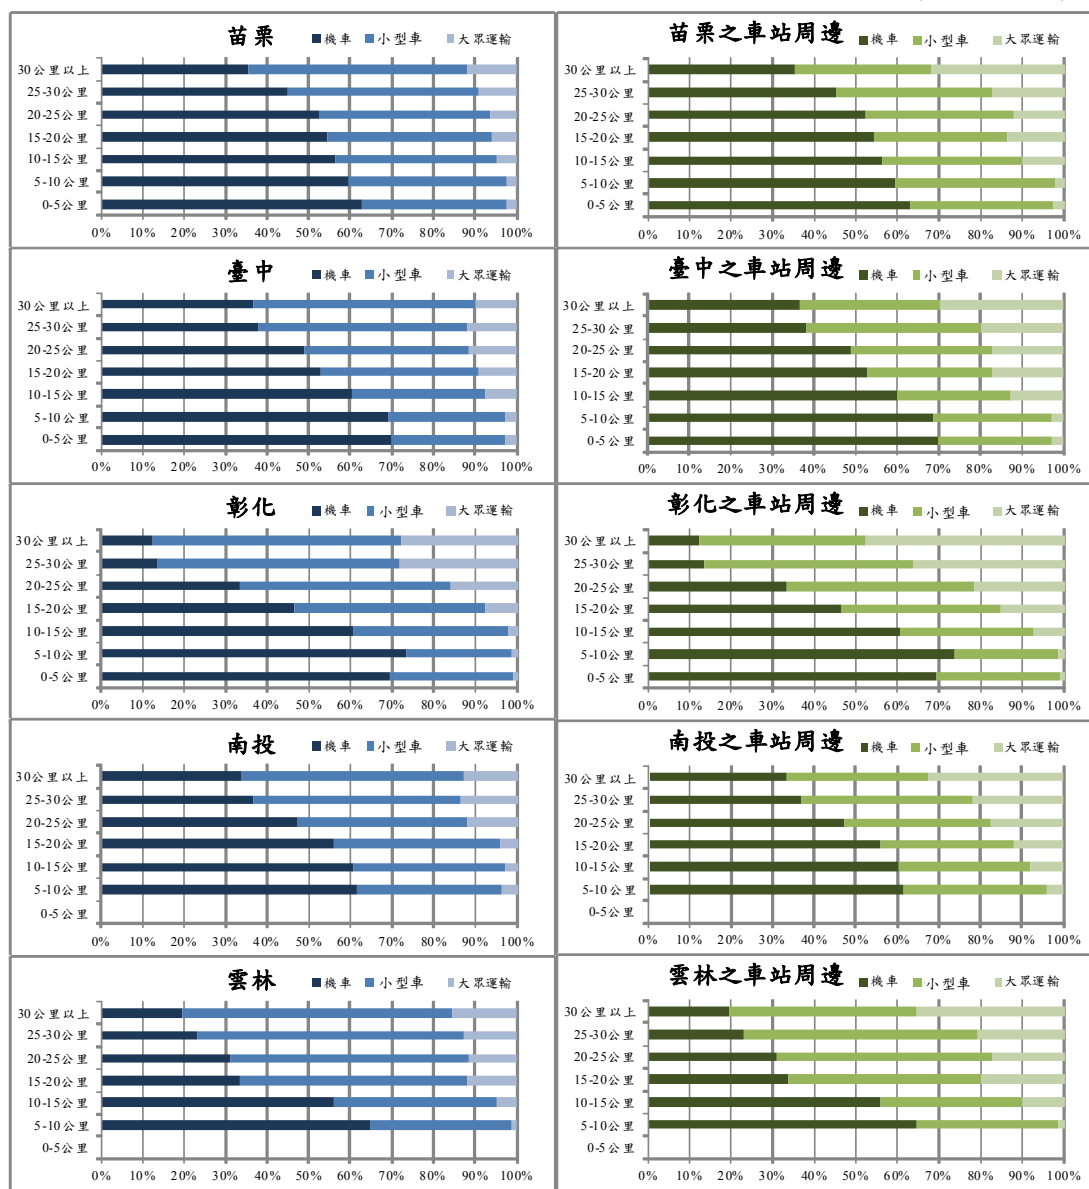 苗栗
機車 小型車 大眾運輸
30公里以上
25-30公里
20-25公里
15-20公里
10-15公里
5-10公里
0-5公里
0% 10% 20% 30% 40% 50% 60% 70% 80% 90% 100%
苗栗之車站周邊
機車 小型車 大眾運輸
30公里以上
25-30公里
20-25公里
15-20公里
10-15公里
5-10公里
0-5公里
0% 10% 20% 30% 40% 50% 60% 70% 80% 90% 100%
臺中
機車 小型車 大眾運輸
30公里以上
25-30公里
20-25公里
15-20公里
10-15公里
5-10公里
0-5公里
0% 10% 20% 30% 40% 50% 60% 70% 80% 90% 100%
臺中之車站周邊
機車 小型車 大眾運輸
30公里以上
25-30公里
20-25公里
15-20公里
10-15公里
5-10公里
0-5公里
0% 10% 20% 30% 40% 50% 60% 70% 80% 90% 100%
彰化
機車 小型車 大眾運輸
30公里以上
25-30公里
20-25公里
15-20公里
10-15公里
5-10公里
0-5公里
0% 10% 20% 30% 40% 50% 60% 70% 80% 90% 100%
彰化之車站周邊
機車 小型車 大眾運輸
30公里以上
25-30公里
20-25公里
15-20公里
10-15公里
5-10公里
0-5公里
0% 10% 20% 30% 40% 50% 60% 70% 80% 90% 100%
南投
機車 小型車 大眾運輸
30公里以上
25-30公里
20-25公里
15-20公里
10-15公里
5-10公里
0-5公里
0% 10% 20% 30% 40% 50% 60% 70% 80% 90% 100%
南投之車站周邊
機車 小型車 大眾運輸
30公里以上
25-30公里
20-25公里
15-20公里
10-15公里
5-10公里
0-5公里
0% 10% 20% 30% 40% 50% 60% 70% 80% 90% 100%
雲林
機車 小型車 大眾運輸
30公里以上
25-30公里
20-25公里
15-20公里
10-15公里
5-10公里
0-5公里
0% 10% 20% 30% 40% 50% 60% 70% 80% 90% 100%
雲林之車站周邊
機車 小型車 大眾運輸
30公里以上
25-30公里
20-25公里
15-20公里
10-15公里
5-10公里
0-5公里
0% 10% 20% 30% 40% 50% 60% 70% 80% 90% 100%